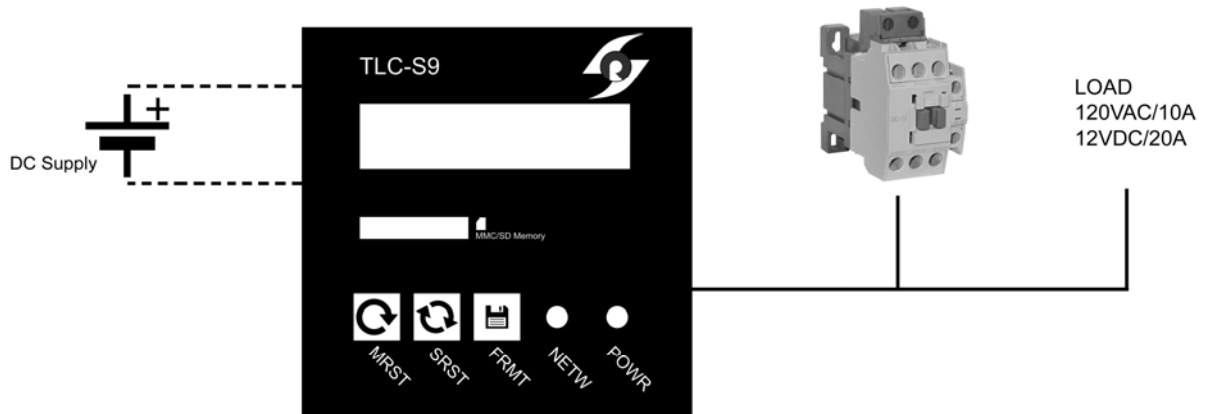 TLC-S9
DC Supply
+
MMC/SD Memory
MRST
SRST
FRMT
NETW
POWR
LOAD
120VAC/10A
12VDC/20A